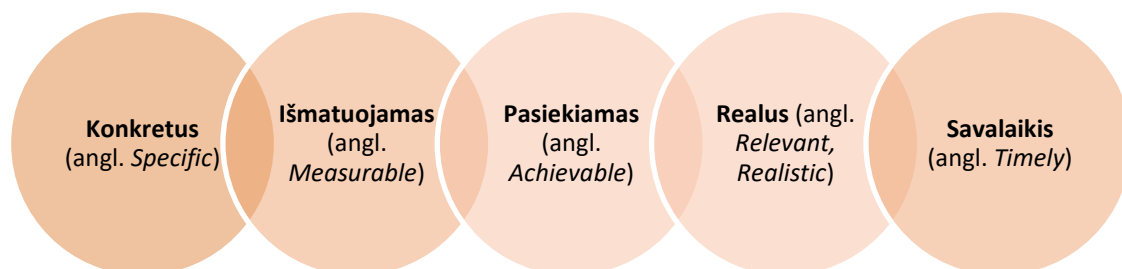 Konkretus
(angl. Specific)
Išmatuojamas
(angl.
Measurable)
Pasiekiamas
(angl.
Achievable)
Realus (angl.
Relevant,
Realistic)
Savalaikis
(angl. Timely)